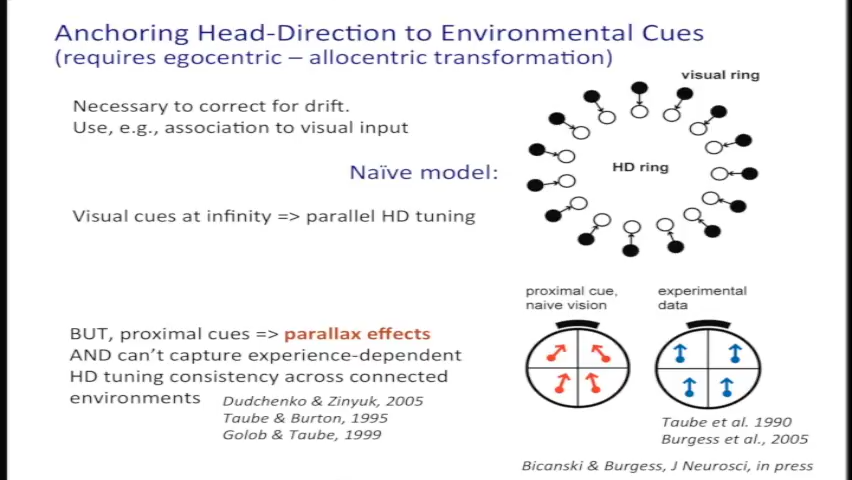 Anchoring Head-Direction to Environmental Cues
(requires egocentric – allocentric transformation)
Necessary to correct for drift.
Use, e.g., association to visual input
Naïve model:
Visual cues at infinity => parallel HD tuning
visual ring
HD ring
BUT, proximal cues => parallax effects
AND can't capture experience-dependent
HD tuning consistency across connected
environments
Dudchenko & Zinyuk, 2005
Taube & Burton, 1995
Golob & Taube, 1999
proximal cue,
naive vision
experimental
data
Taube et al. 1990
Burgess et al., 2005
Bicanski & Burgess, J Neurosci, in press